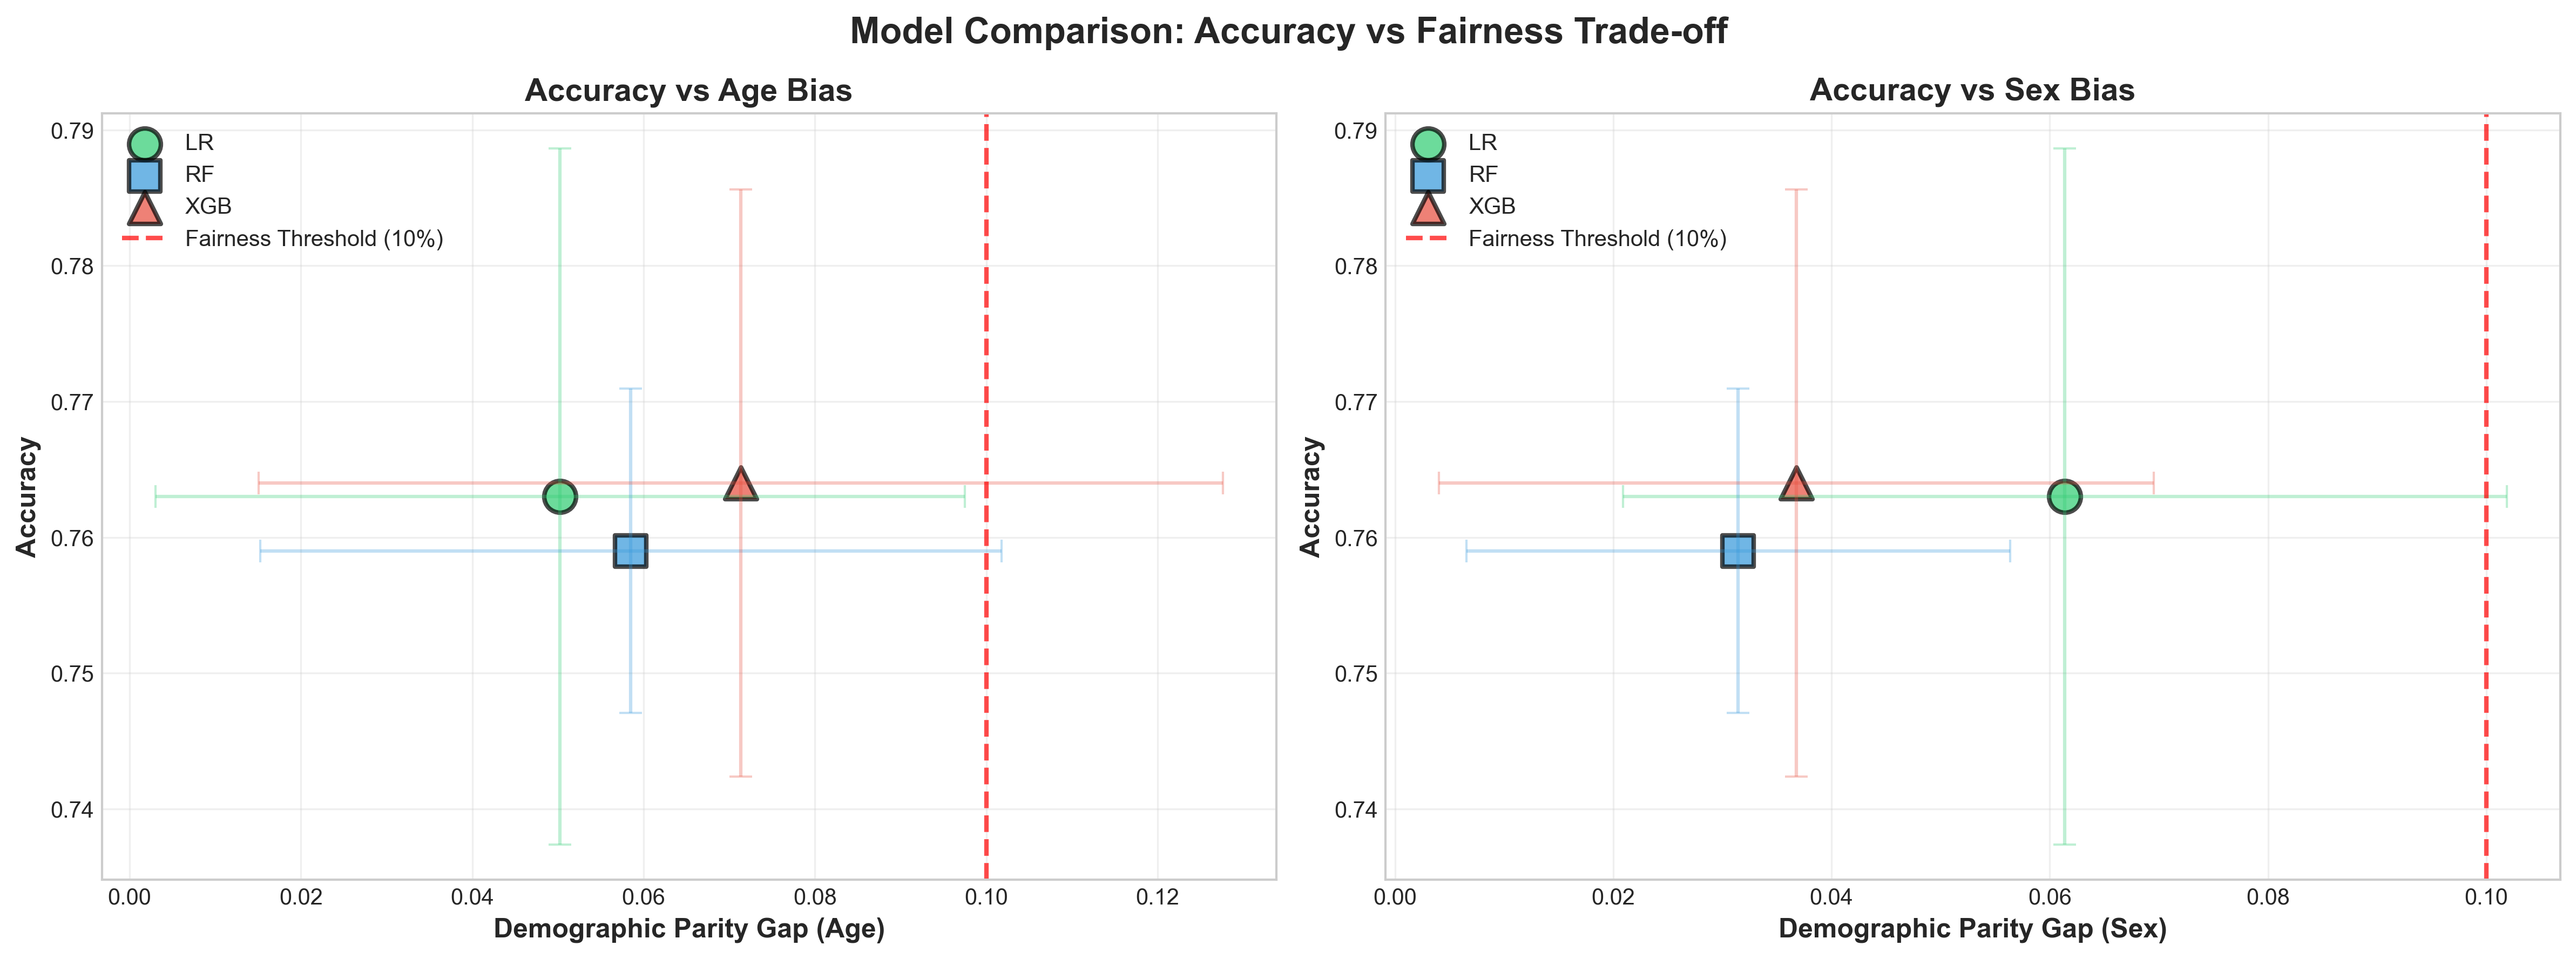 Model Comparison: Accuracy vs Fairness Trade-off
Accuracy vs Age Bias
LR
RF
XGB
Fairness Threshold (10%)
0.79
0.78
0.77
0.76
0.75
0.74
Accuracy
0.00 0.02 0.04 0.06 0.08 0.10 0.12
Demographic Parity Gap (Age)
Accuracy vs Sex Bias
LR
RF
XGB
Fairness Threshold (10%)
0.79
0.78
0.77
0.76
0.75
0.74
Accuracy
0.00 0.02 0.04 0.06 0.08 0.10
Demographic Parity Gap (Sex)